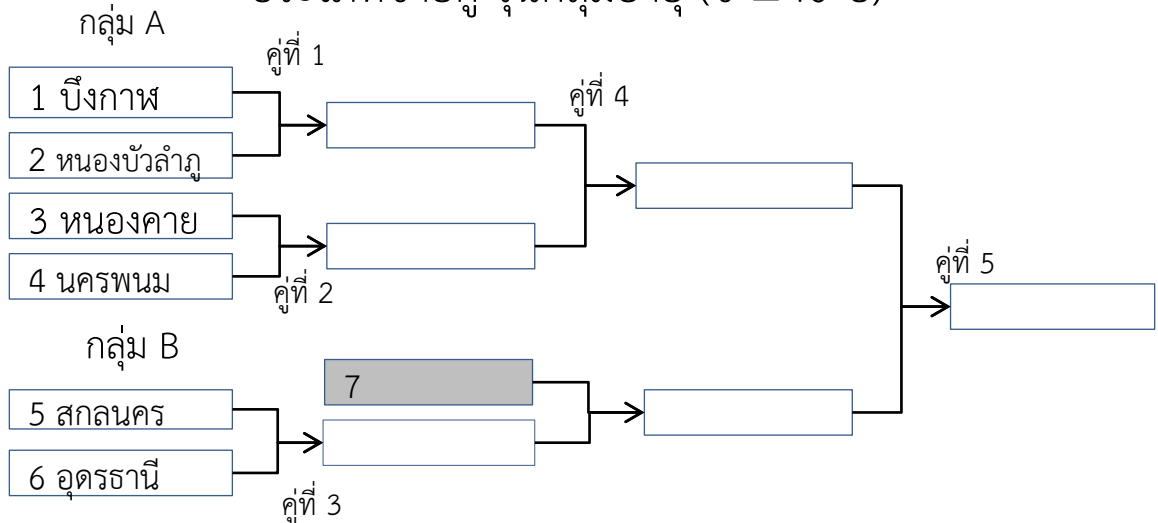 กลุ่ม A
คู่ที่ 1
1 บึงกาฬ
2 หนองบัวลำภู
3 หนองคาย
4 นครพนม
คู่ที่ 2
คู่ที่ 4
คู่ที่ 5
กลุ่ม B
7
5 สกลนคร
6 อุดรธานี
คู่ที่ 3